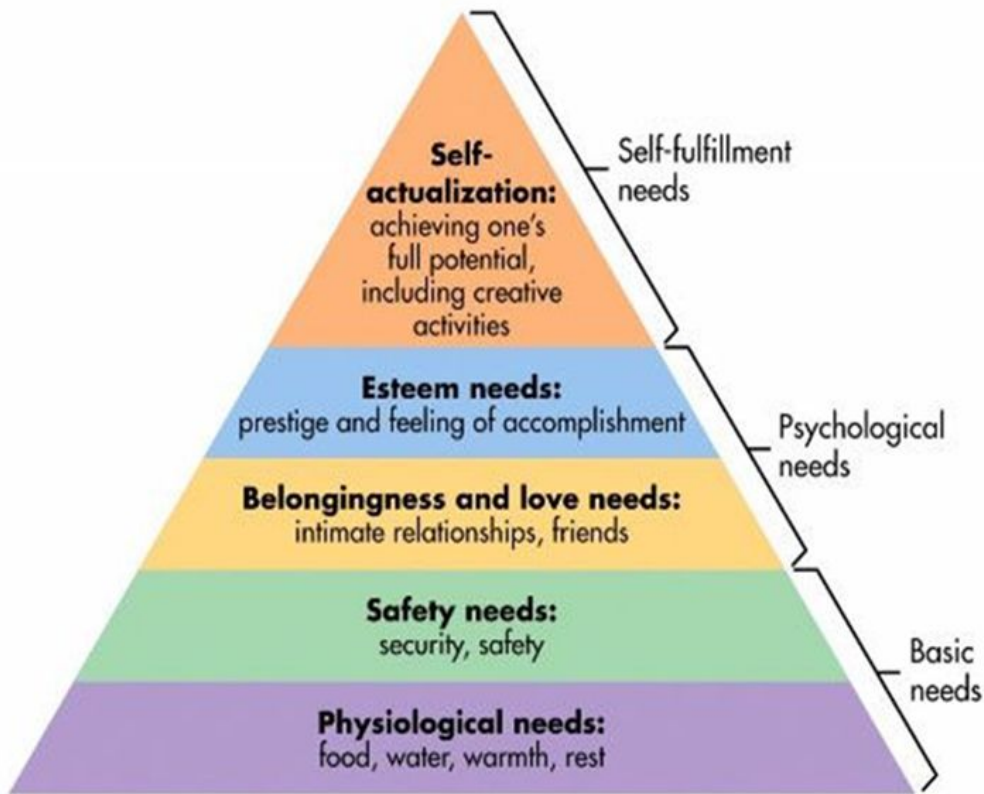 Self-
actualization:
achieving one's
full potential,
including creative
activities
Self-fulfillment
needs
Esteem needs:
prestige and feeling of accomplishment
Psychological
needs
Belongingness and love needs:
intimate relationships, friends
Safety needs:
security, safety
Basic
needs
Physiological needs:
food, water, warmth, rest